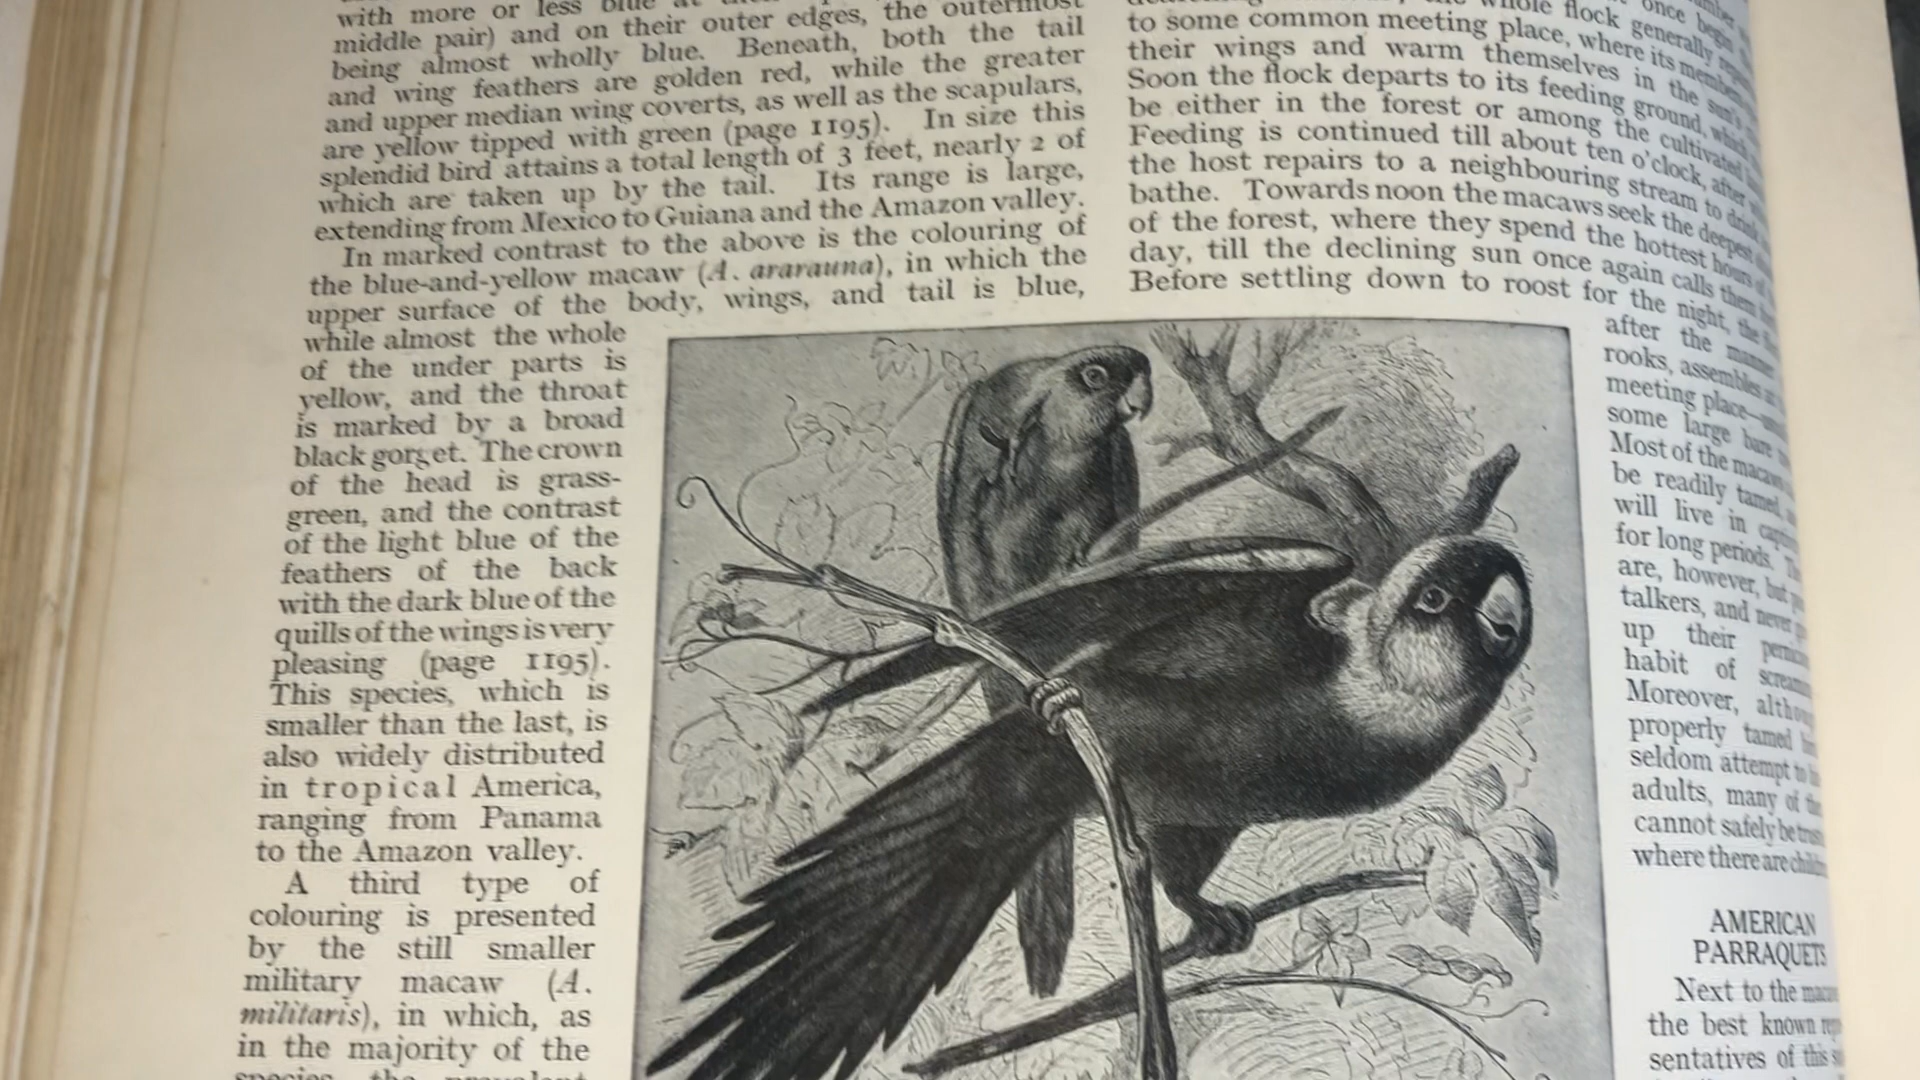 with more or less blue at
middle pair) and on their outer edges, the outermost
being almost wholly blue. Beneath, both the tail
and wing feathers are golden red, while the greater
and upper median wing coverts, as well as the scapulars,
are yellow tipped with green (page 1195). In size this
splendid bird attains a total length of 3 feet, nearly 2 of
which are taken up by the tail. Its range is large,
extending from Mexico to Guiana and the Amazon valley.
In marked contrast to the above is the colouring of
the blue-and-yellow macaw (A. ararauna), in which the
upper surface of the body, wings, and tail is blue,
while almost the whole
of the under parts is
yellow, and the throat
is marked by a broad
black gorget. The crown
of the head is grass-
green, and the contrast
of the light blue of the
feathers of the back
with the dark blue of the
quills of the wings is very
pleasing (page 1195).
This species, which is
smaller than the last, is
also widely distributed
in tropical America,
ranging from Panama
to the Amazon valley.
A third type of
colouring is presented
by the still smaller
military macaw (A.
militaris), in which, as
in the majority of the
species the
whole flock generally
to some common meeting place, where its members
their wings and warm themselves in the sun's
Soon the flock departs to its feeding ground, which
be either in the forest or among the cultivated
Feeding is continued till about ten o'clock, after
the host repairs to a neighbouring stream to drink
bathe. Towards noon the macaws seek the deepest
of the forest, where they spend the hottest hours of
day, till the declining sun once again calls them
Before settling down to roost for the night, the
after the manner
rooks, assembles at
meeting place—
some large bare
Most of the macaws
be readily tamed,
will live in
for long periods.
are, however, but
talkers, and never
up their
habit of
Moreover,
properly tamed
seldom attempt to
adults, many of
cannot safely be
where there are
AMERICAN
PARRAQUETS
Next to the
the best known
sentatives of this